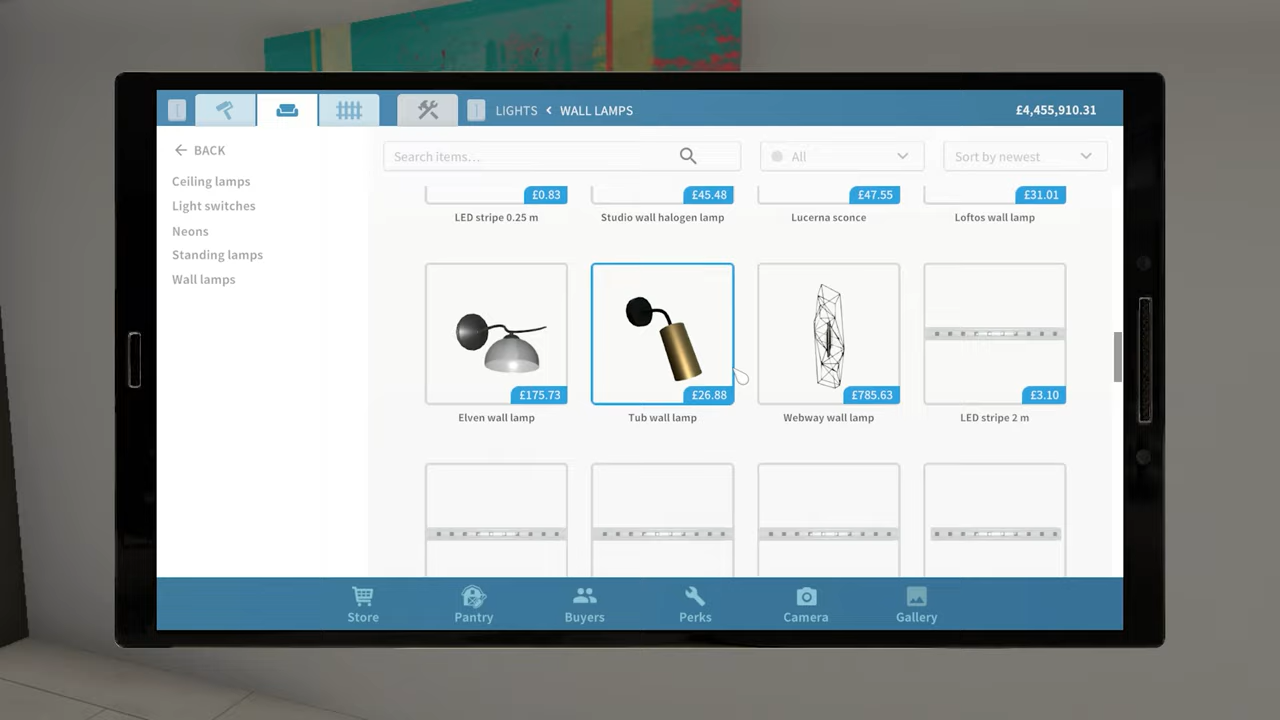 LIGHTS < WALL LAMPS
£4,455,910.31
BACK
Ceiling lamps
Light switches
Neons
Standing lamps
Wall lamps
Search items...
All
Sort by newest
£0.83
£45.48
£47.55
£31.01
LED stripe 0.25 m
Studio wall halogen lamp
Lucerna sconce
Loftos wall lamp
£175.73
£26.88
£785.63
£3.10
Elven wall lamp
Tub wall lamp
Webway wall lamp
LED stripe 2 m
Store
Pantry
Buyers
Perks
Camera
Gallery